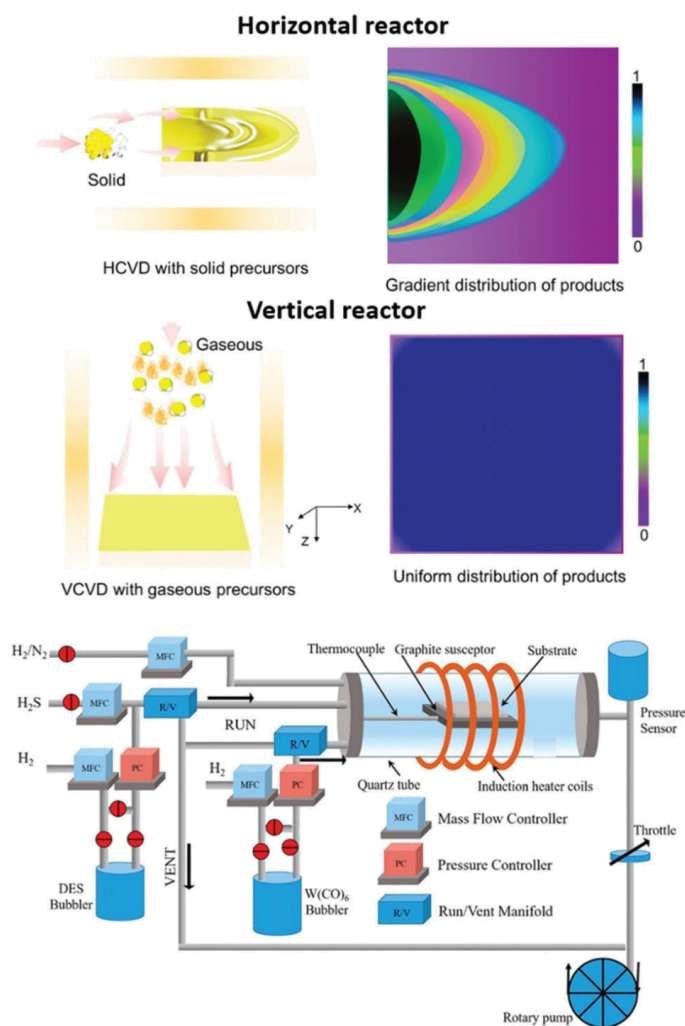 Horizontal reactor
Solid
HCVD with solid precursors
1
0
Gradient distribution of products
Vertical reactor
Gaseous
Y
X
Z
VCVD with gaseous precursors
1
0
Uniform distribution of products
H2/N2
MFC
H2S
MFC
R/V
RUN
H2
MFC
PC
H2
MFC
PC
R/V
VENT
DES
Bubbler
W(CO)6
Bubbler
Thermocouple
Graphite susceptor
Substrate
Quartz tube
Induction heater coils
Pressure
Sensor
MFC
Mass Flow Controller
PC
Pressure Controller
R/V
Run/Vent Manifold
Throttle
Rotary pump